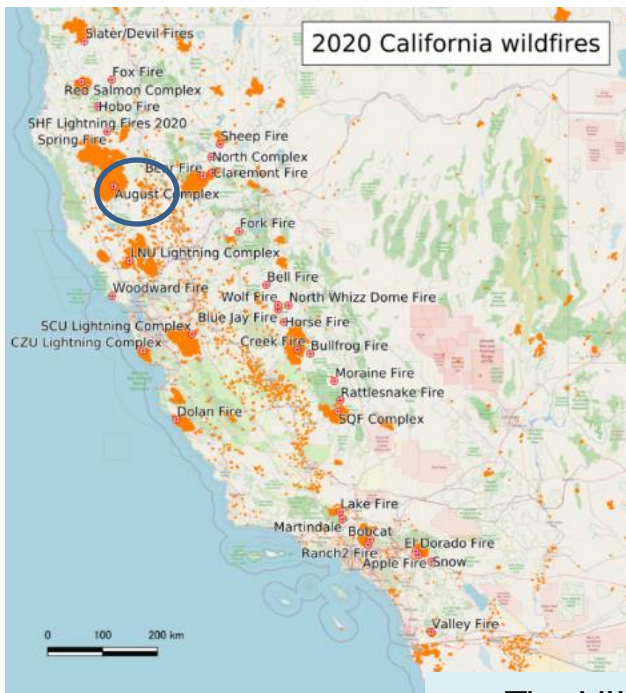 2020 California wildfires
Slater/Devil Fires
Fox Fire
Red Salmon Complex
Hobo Fire
SHF Lightning Fires 2020
Spring Fire
Sheep Fire
North Complex
Bear Fire
Claremont Fire
August Complex
Fork Fire
LNU Lightning Complex
Bell Fire
Woodward Fire
Wolf Fire
North Whizz Dome Fire
Blue Jay Fire
Horse Fire
SCU Lightning Complex
Creek Fire
Bullfrog Fire
CZU Lightning Complex
Moraine Fire
Rattlesnake Fire
Dolan Fire
SQF Complex
Lake Fire
Martindale
Bobcat
Ranch2 Fire
El Dorado Fire
Apple Fire
Snow
Valley Fire
0 100 200 km